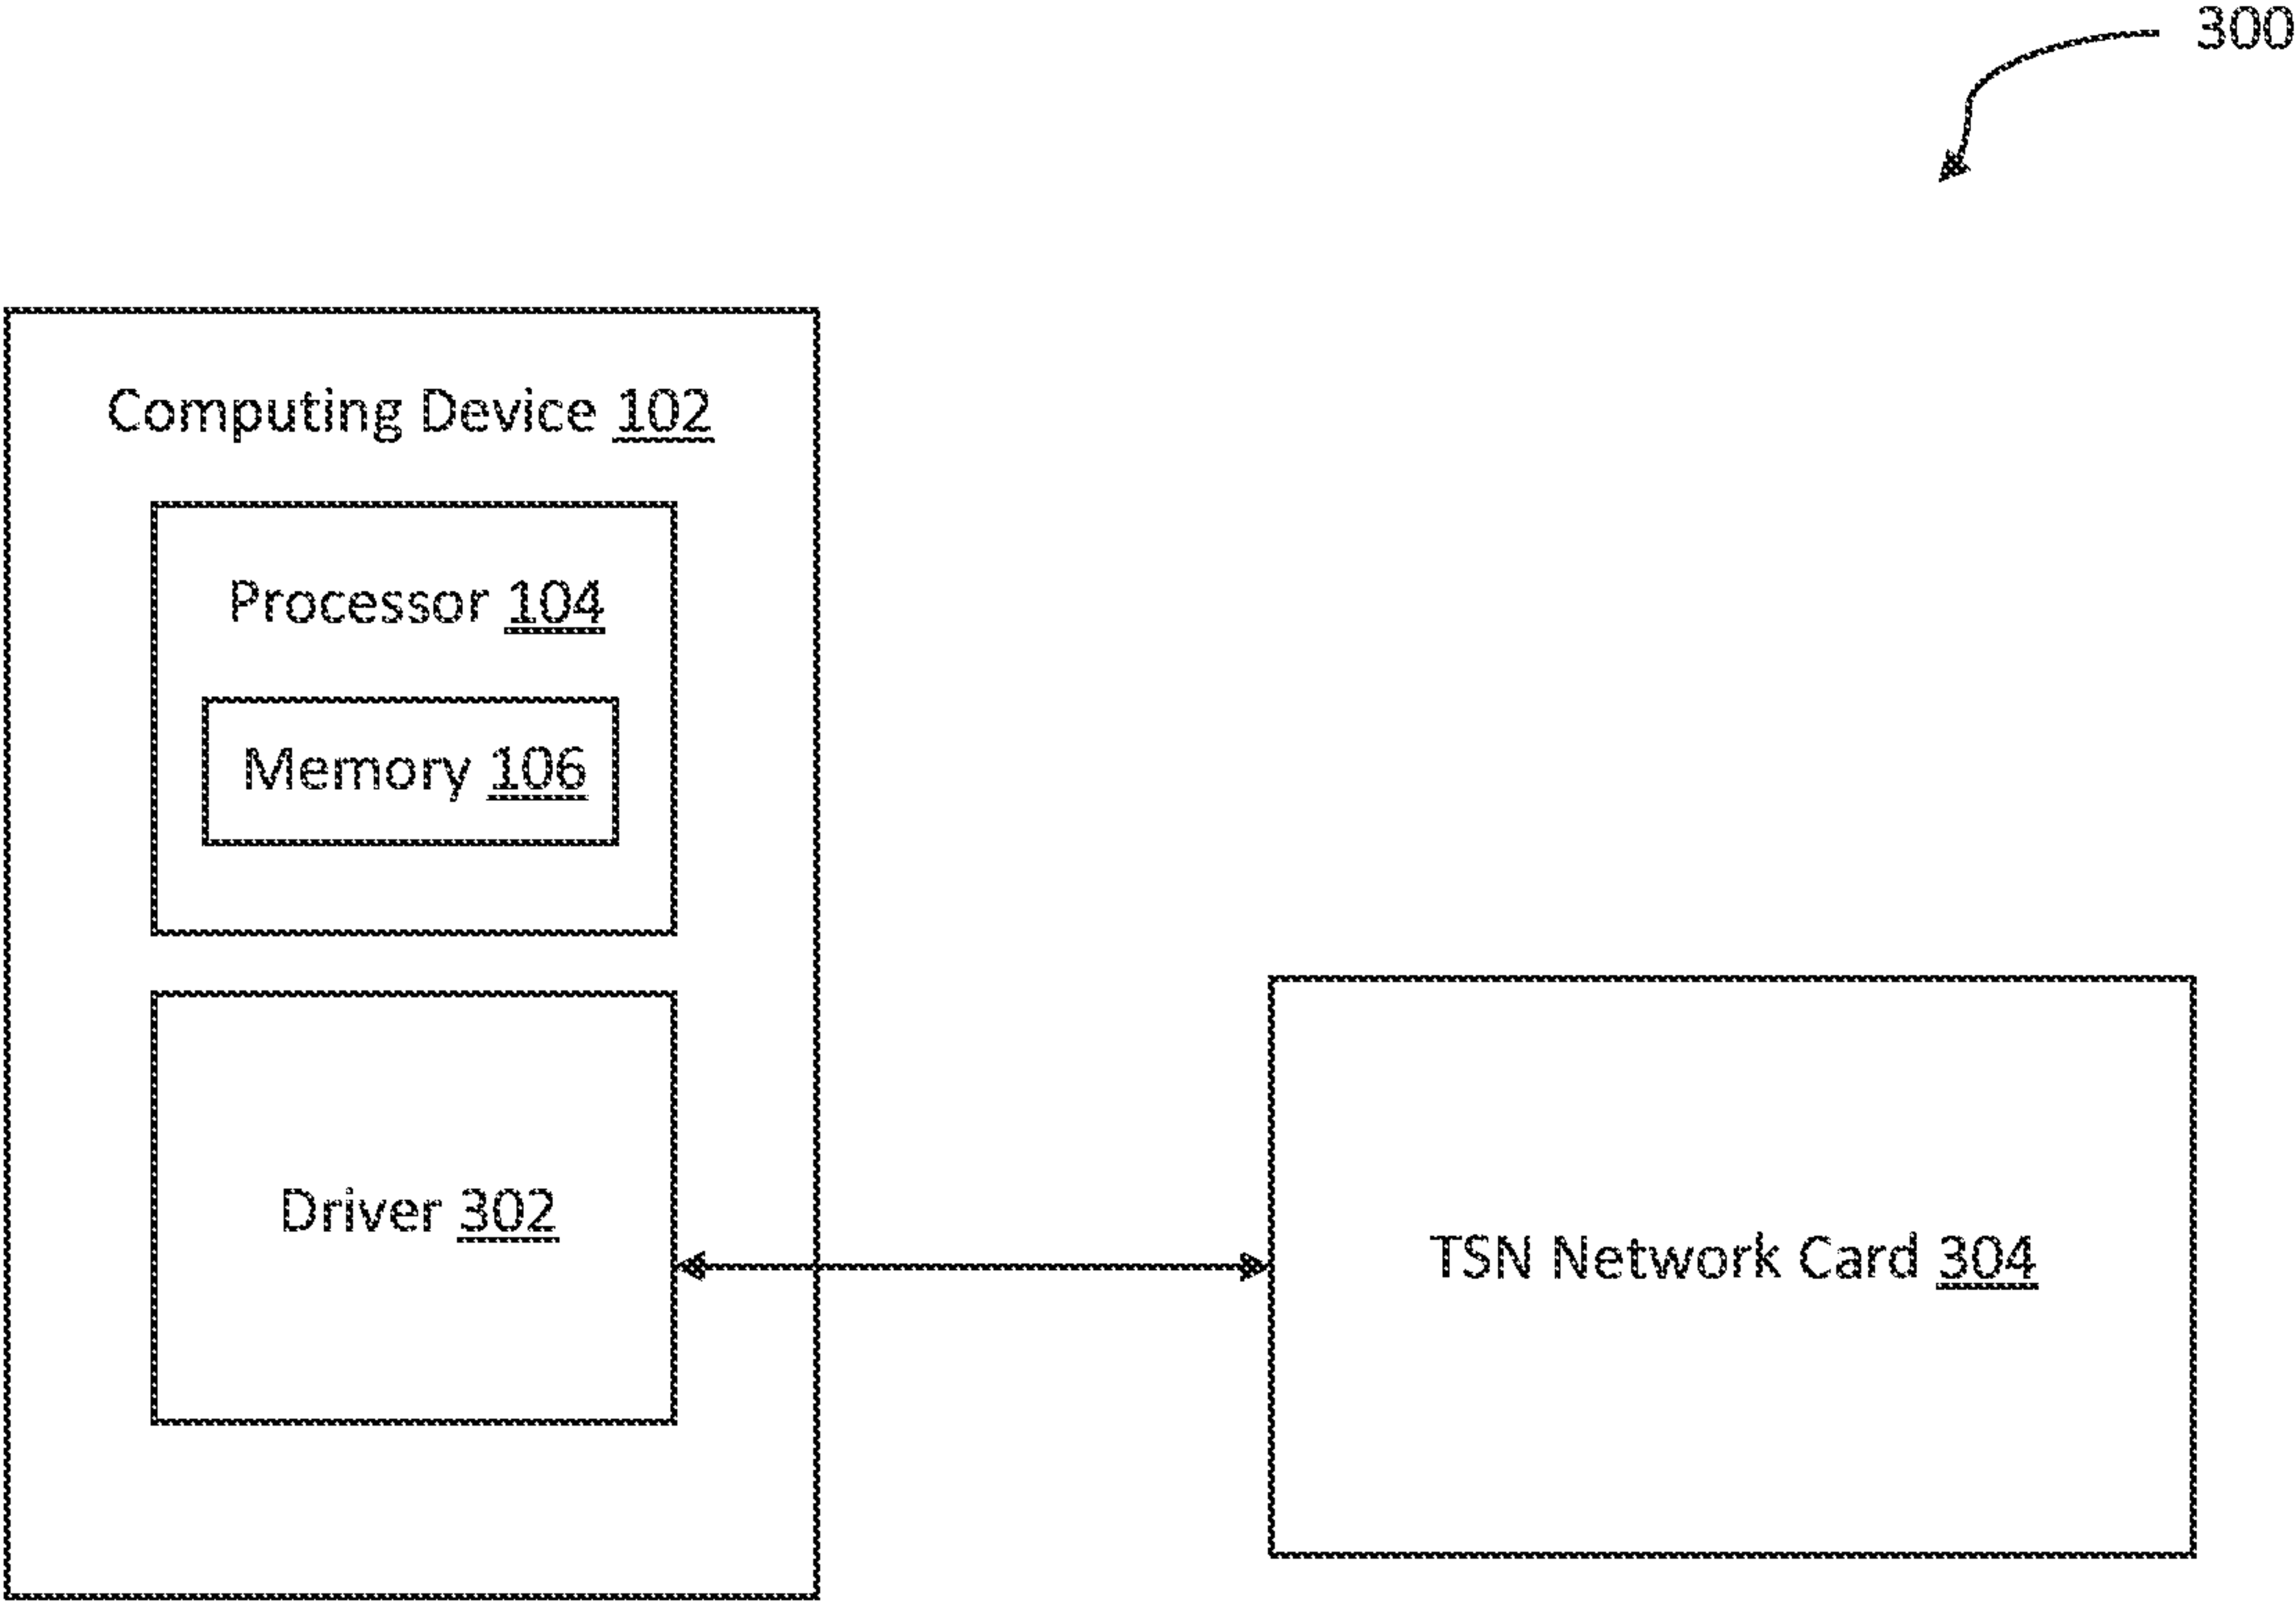 300
Computing Device 102
Processor 104
Memory 106
Driver 302
TSN Network Card 304